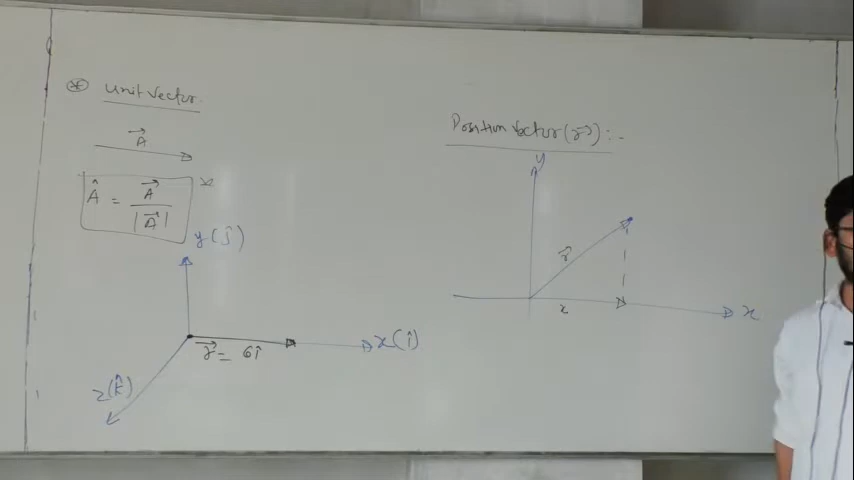 ⊛ unit vector.
→A
 = →A / |→A|
y(ĵ)
x(î)
→r = 6î
z(k̂)
Position vector (→r) :-
y
→r
x
x